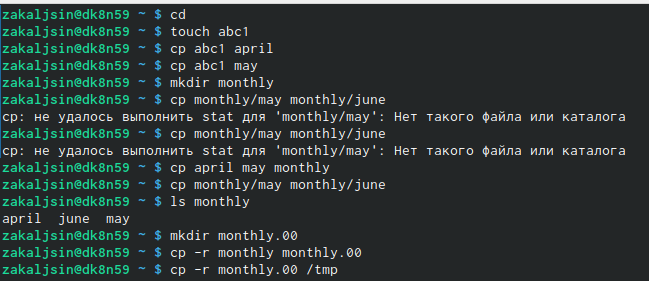 zakaljsin@dk8n59 ~ $ cd
zakaljsin@dk8n59 ~ $ touch abc1
zakaljsin@dk8n59 ~ $ cp abc1 april
zakaljsin@dk8n59 ~ $ cp abc1 may
zakaljsin@dk8n59 ~ $ mkdir monthly
zakaljsin@dk8n59 ~ $ cp monthly/may monthly/june
cp: не удалось выполнить stat для 'monthly/may': Нет такого файла или каталога
zakaljsin@dk8n59 ~ $ cp monthly/may monthly/june
cp: не удалось выполнить stat для 'monthly/may': Нет такого файла или каталога
zakaljsin@dk8n59 ~ $ cp april may monthly
zakaljsin@dk8n59 ~ $ cp monthly/may monthly/june
zakaljsin@dk8n59 ~ $ ls monthly
april  june  may
zakaljsin@dk8n59 ~ $ mkdir monthly.00
zakaljsin@dk8n59 ~ $ cp -r monthly monthly.00
zakaljsin@dk8n59 ~ $ cp -r monthly.00 /tmp